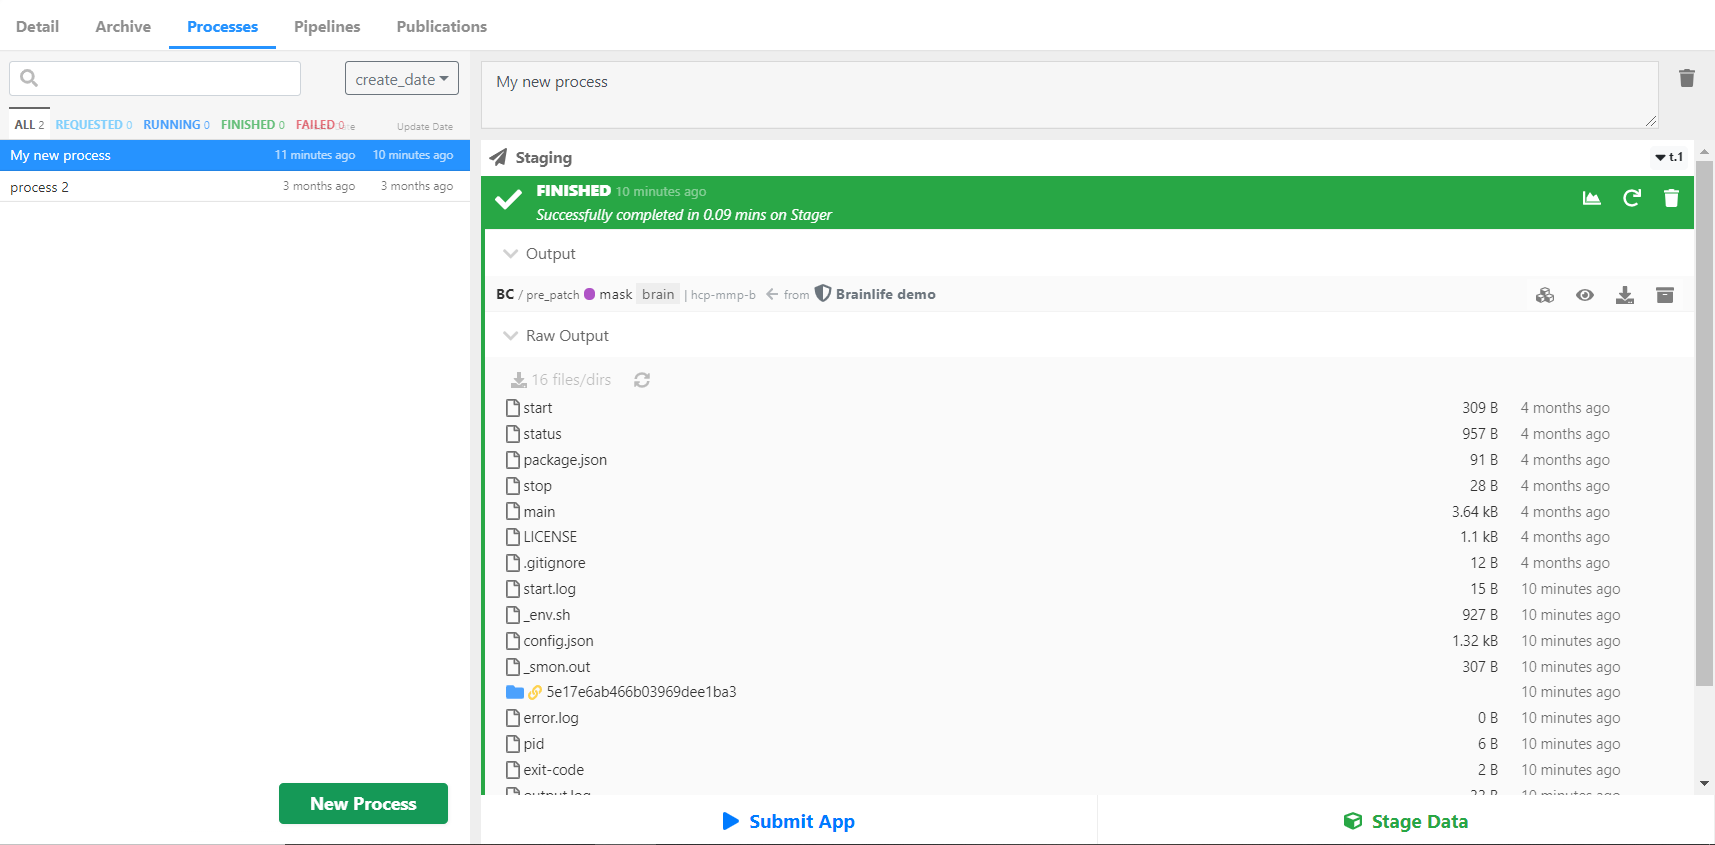 Detail Archive Processes Pipelines Publications
create_date
ALL 2 REQUESTED 0 RUNNING 0 FINISHED 0 FAILED 0 Update Date
My new process 11 minutes ago 10 minutes ago
process 2 3 months ago 3 months ago
New Process
My new process
Staging t.1
FINISHED 10 minutes ago
Successfully completed in 0.09 mins on Stager
Output
BC / pre_patch mask brain | hcp-mmp-b from Brainlife demo
Raw Output
16 files/dirs
start 309 B 4 months ago
status 957 B 4 months ago
package.json 91 B 4 months ago
stop 28 B 4 months ago
main 3.64 kB 4 months ago
LICENSE 1.1 kB 4 months ago
.gitignore 12 B 4 months ago
start.log 15 B 10 minutes ago
_env.sh 927 B 10 minutes ago
config.json 1.32 kB 10 minutes ago
_smon.out 307 B 10 minutes ago
5e17e6ab466b03969dee1ba3 10 minutes ago
error.log 0 B 10 minutes ago
pid 6 B 10 minutes ago
exit-code 2 B 10 minutes ago
output.log 10 minutes ago
Submit App Stage Data